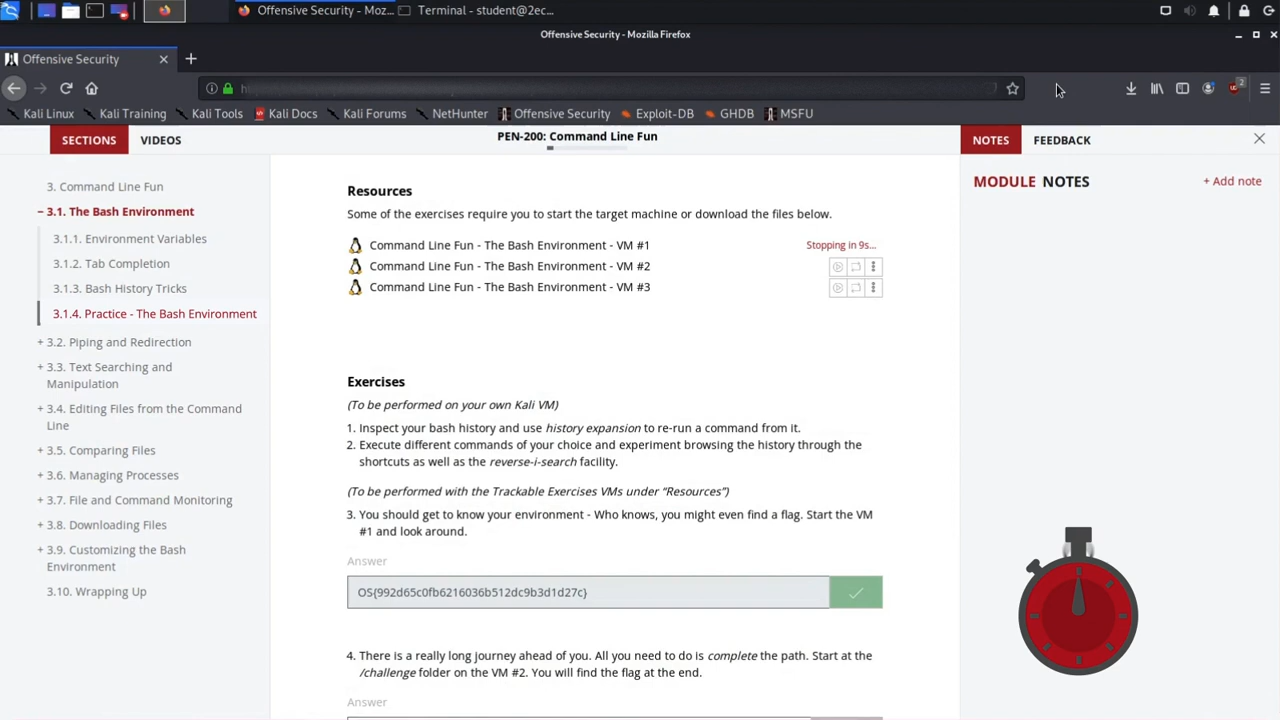 Offensive Security - Moz...
Terminal - student@2ec...
Offensive Security - Mozilla Firefox
Offensive Security
Kali Linux
Kali Training
Kali Tools
Kali Docs
Kali Forums
NetHunter
Offensive Security
Exploit-DB
GHDB
MSFU
2
SECTIONS
VIDEOS
PEN-200: Command Line Fun
NOTES
FEEDBACK
3. Command Line Fun
− 3.1. The Bash Environment
3.1.1. Environment Variables
3.1.2. Tab Completion
3.1.3. Bash History Tricks
3.1.4. Practice - The Bash Environment
+ 3.2. Piping and Redirection
+ 3.3. Text Searching and
Manipulation
+ 3.4. Editing Files from the Command
Line
+ 3.5. Comparing Files
+ 3.6. Managing Processes
+ 3.7. File and Command Monitoring
+ 3.8. Downloading Files
+ 3.9. Customizing the Bash
Environment
3.10. Wrapping Up
Resources
Some of the exercises require you to start the target machine or download the files below.
Command Line Fun - The Bash Environment - VM #1
Stopping in 9s...
Command Line Fun - The Bash Environment - VM #2
Command Line Fun - The Bash Environment - VM #3
Exercises
(To be performed on your own Kali VM)
1. Inspect your bash history and use history expansion to re-run a command from it.
2. Execute different commands of your choice and experiment browsing the history through the
shortcuts as well as the reverse-i-search facility.
(To be performed with the Trackable Exercises VMs under “Resources”)
3. You should get to know your environment - Who knows, you might even find a flag. Start the VM
#1 and look around.
Answer
OS{992d65c0fb6216036b512dc9b3d1d27c}
4. There is a really long journey ahead of you. All you need to do is complete the path. Start at the
/challenge folder on the VM #2. You will find the flag at the end.
Answer
MODULE NOTES
+ Add note